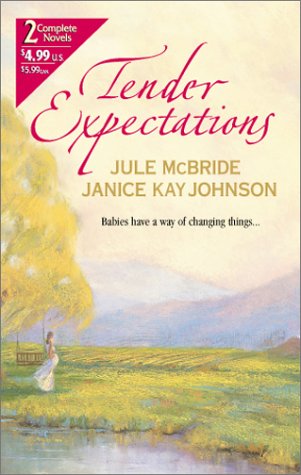 2 Complete
Novels
$4.99 U.S.
$5.99 CAN.
Tender
Expectations
JULE McBRIDE
JANICE KAY JOHNSON
Babies have a way of changing things...